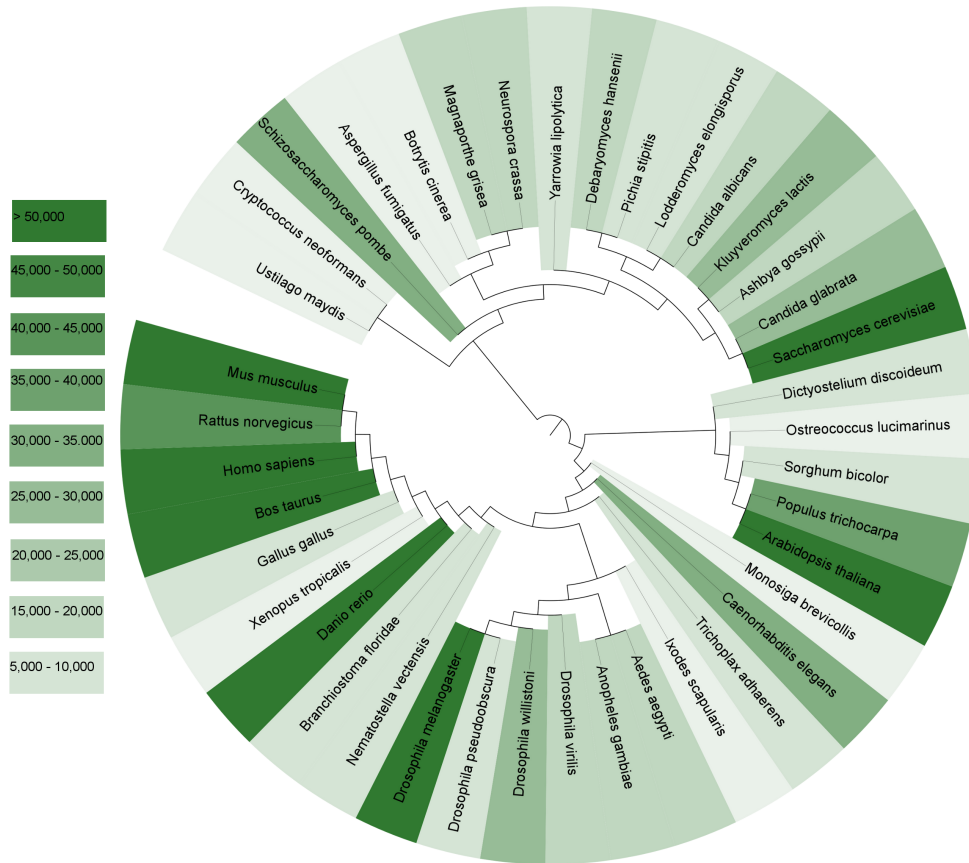 > 50,000
45,000 - 50,000
40,000 - 45,000
35,000 - 40,000
30,000 - 35.000
25,000 - 30,000
20,000 - 25,000
15,000 - 20,000
5,000 - 10,000
Ustilago maydis
Cryptococcus neoformans
Schizosaccharomyces pombe
Aspergillus fumigatus
Botrytis cinerea
Magnaporthe grisea
Neurospora crassa
Yarrowia lipolytica
Debaryomyces hansenii
Pichia stipitis
Lodderomyces elongisporus
Candida albicans
Kluyveromyces lactis
Ashbya gossypii
Candida glabrata
Saccharomyces cerevisiae
Dictyostelium discoideum
Ostreococcus lucimarinus
Sorghum bicolor
Populus trichocarpa
Arabidopsis thaliana
Monosiga brevicollis
Caenorhabditis elegans
Trichoplax adhaerens
Ixodes scapularis
Aedes aegypti
Anopheles gambiae
Drosophila virilis
Drosophila willistoni
Drosophila pseudoobscura
Drosophila melanogaster
Nematostella vectensis
Branchiostoma floridae
Danio rerio
Xenopus tropicalis
Gallus gallus
Bos taurus
Homo sapiens
Rattus norvegicus
Mus musculus